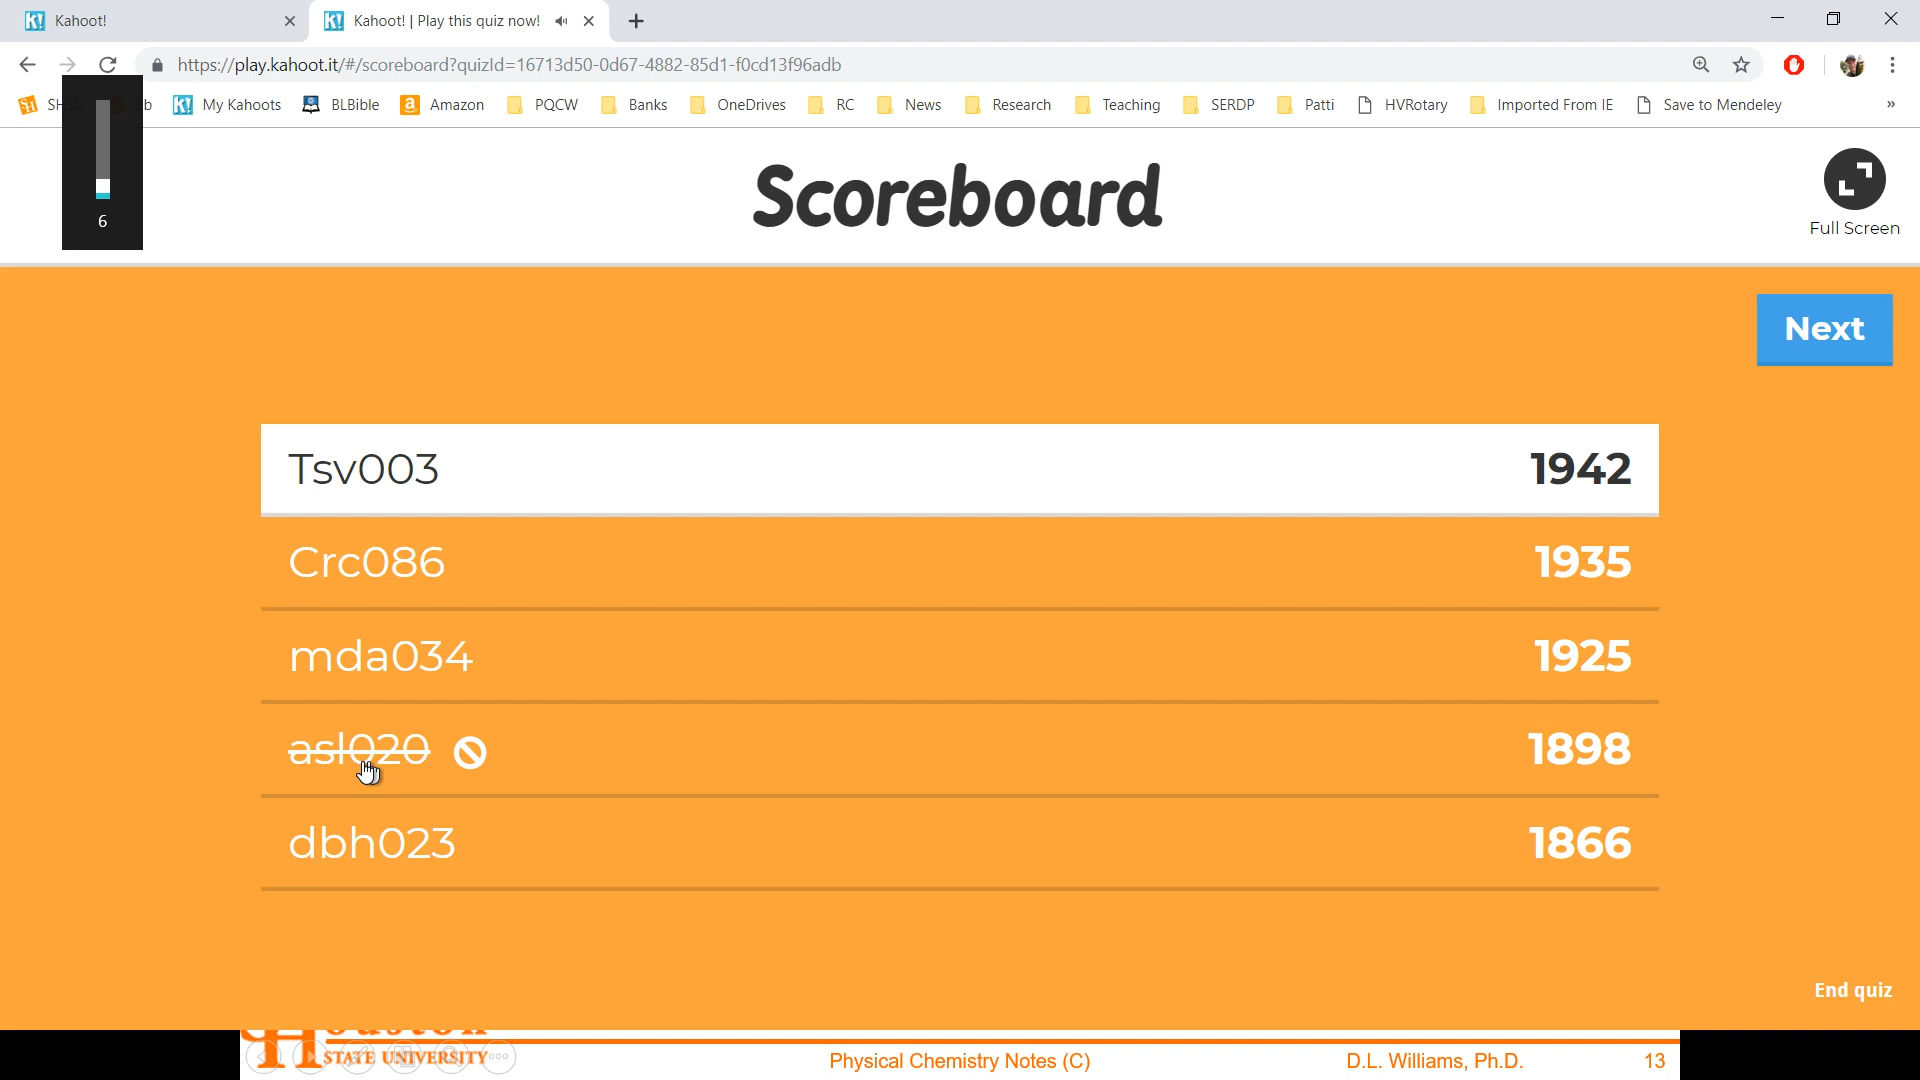 Kahoot!
Kahoot! | Play this quiz now!
https://play.kahoot.it/#/scoreboard?quizId=16713d50-0d67-4882-85d1-f0cd13f96adb
My Kahoots BLBible Amazon PQCW Banks OneDrives RC News Research Teaching SERDP Patti HVRotary Imported From IE Save to Mendeley »
6
Scoreboard
Full Screen
Next
Tsv003 1942
Crc086 1935
mda034 1925
asl020 1898
dbh023 1866
End quiz
STATE UNIVERSITY
Physical Chemistry Notes (C) D.L. Williams, Ph.D. 13